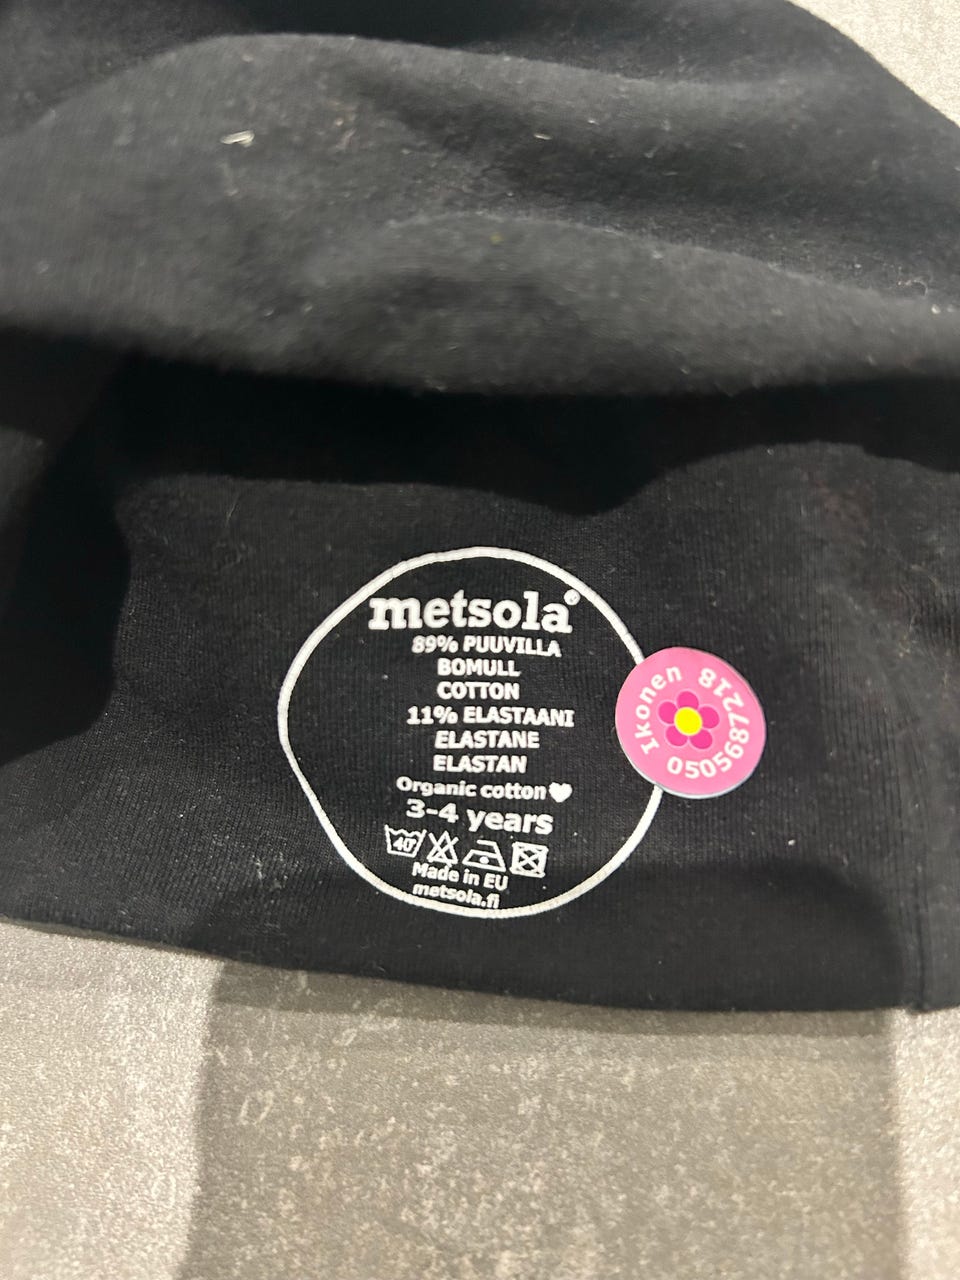 metsola®
89% PUUVILLA
BOMULL
COTTON
11% ELASTAANI
ELASTANE
ELASTAN
Organic cotton
3-4 years
40°
Made in EU
metsola.fi
Ikonen
0505687218